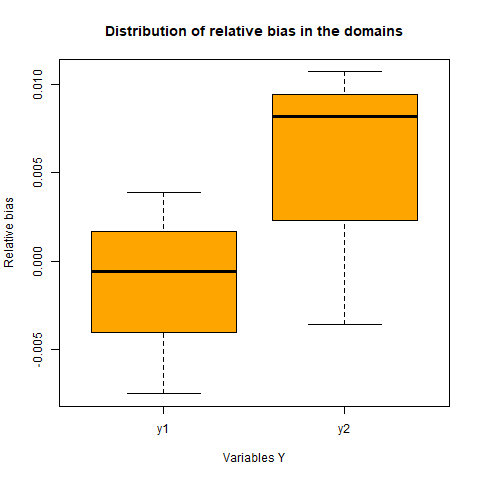 Distribution of relative bias in the domains
0.010
0.005
0.000
-0.005
Relative bias
y1
y2
Variables Y